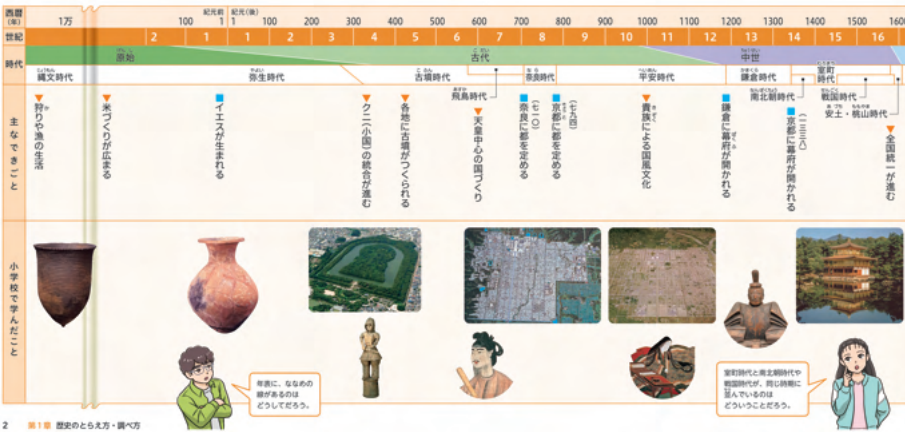 西暦(年) 1万 100 紀元前1 紀元(後)1 100 200 300 400 500 600 700 800 900 1000 1100 1200 1300 1400 1500 160
世紀 2 1 1 2 3 4 5 6 7 8 9 10 11 12 13 14 15 16
時代 原始 古代 中世
縄文時代 弥生時代 古墳時代 飛鳥時代 奈良時代 平安時代 鎌倉時代 南北朝時代 室町時代 戦国時代 安土・桃山時代
主なできごと
▼狩りや漁の生活
▼米づくりが広まる
■イエスが生まれる
▼クニ(小国)の統合が進む
▼各地に古墳がつくられる
▼天皇中心の国づくり
■奈良に都を定める(七一〇)
■京都に都を定める(七九四)
▼貴族による国風文化
■鎌倉に幕府が開かれる
■京都に幕府が開かれる(一三三八)
▼全国統一が進む
小学校で学んだこと
年表に、ななめの
線があるのは
どうしてだろう。
室町時代と南北朝時代や
戦国時代が、同じ時期に
並んでいるのは
どういうことだろう。
2 第1章 歴史のとらえ方・調べ方